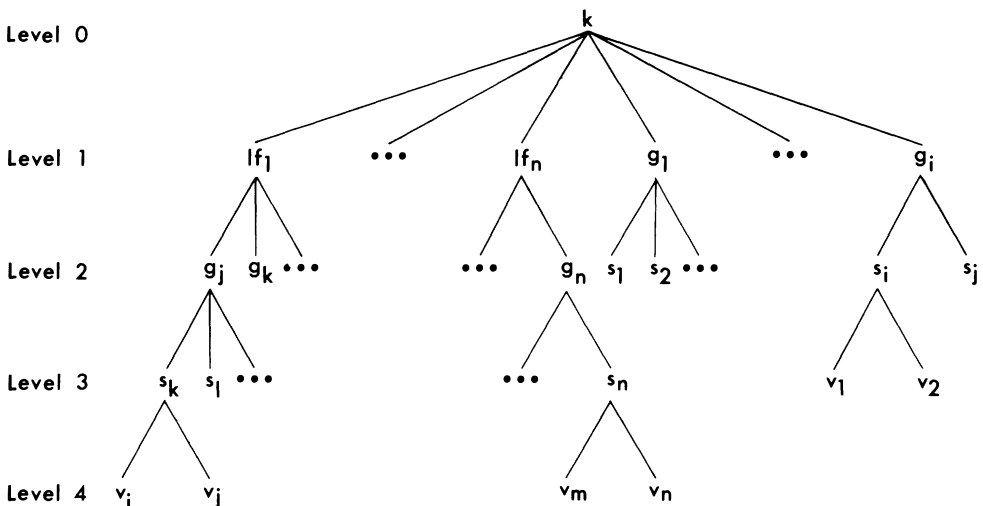 Level 0 k
Level 1 lf₁ ••• lfₙ g₁ ••• gᵢ
Level 2 gⱼ gₖ ••• ••• gₙ s₁ s₂ ••• sᵢ sⱼ
Level 3 sₖ sₗ ••• ••• sₙ v₁ v₂
Level 4 vᵢ vⱼ vₘ vₙ